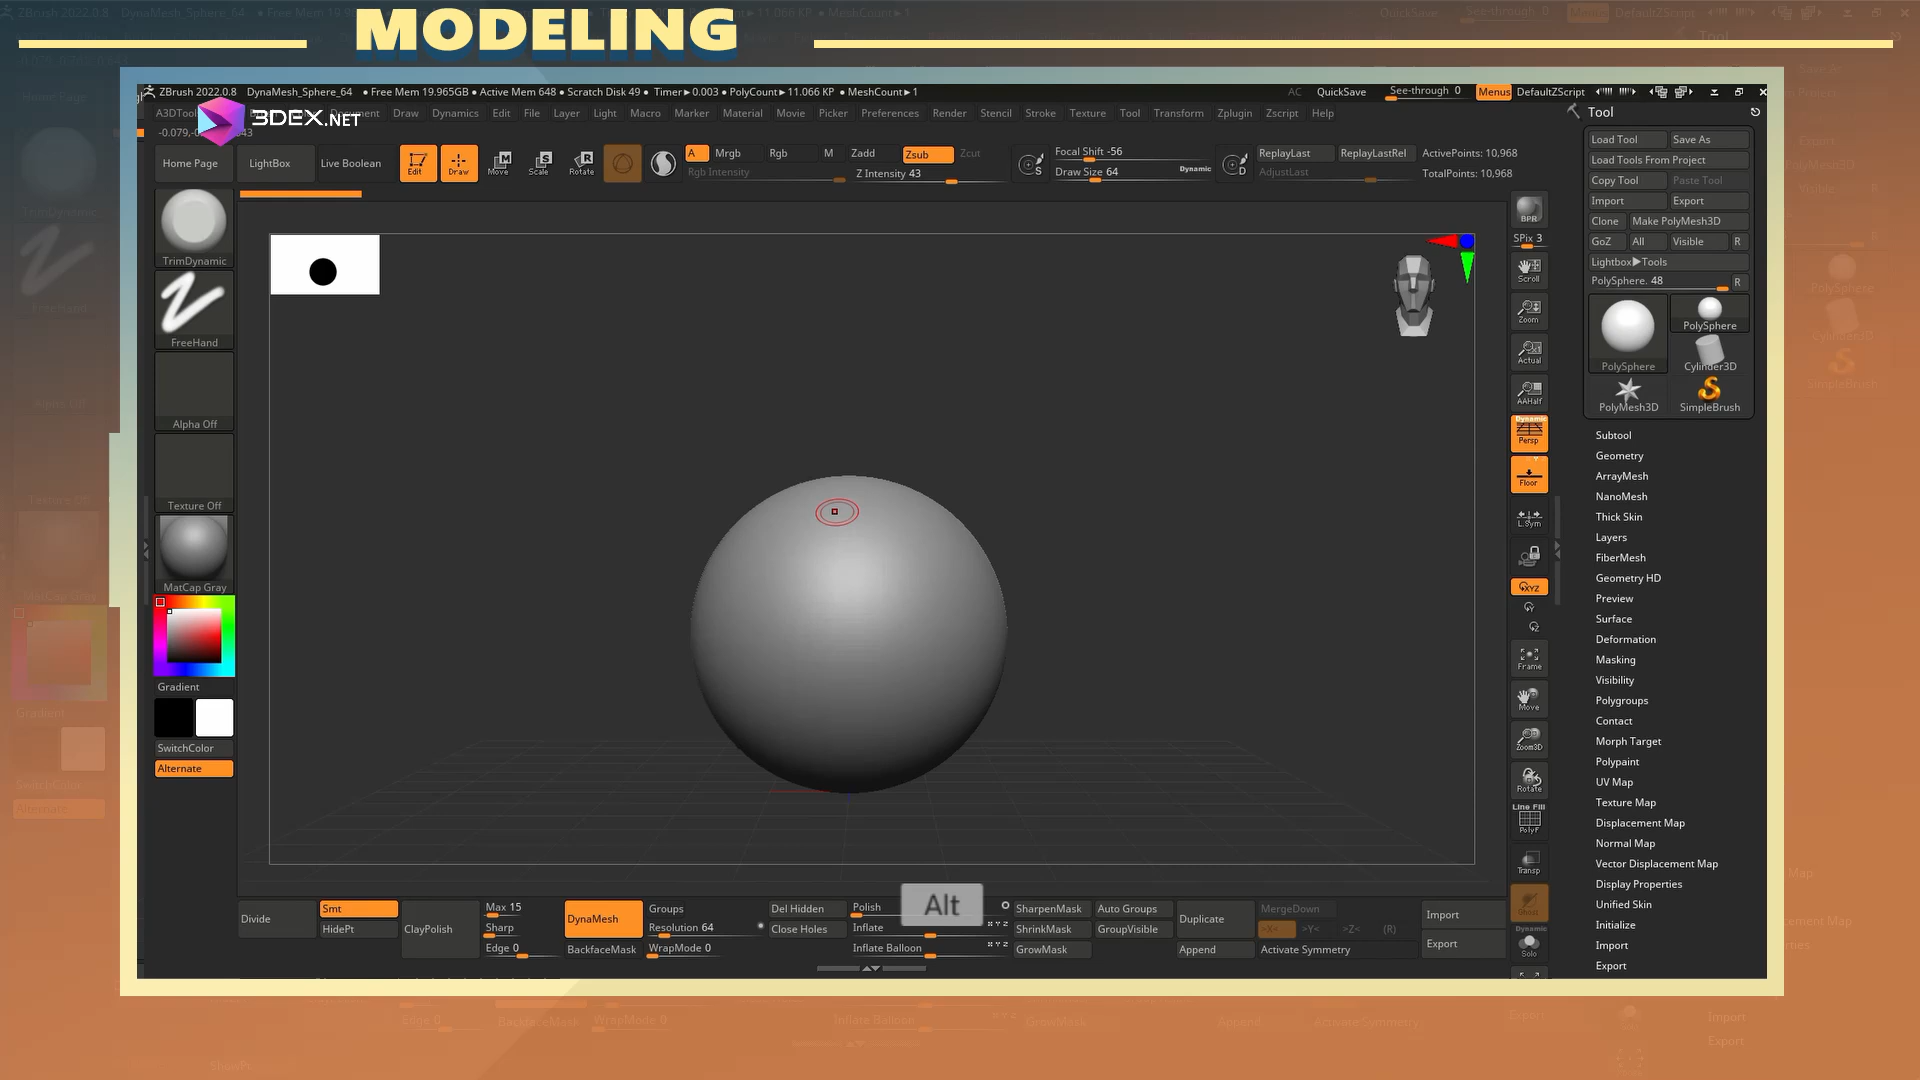 MODELING
ZBrush 2022.0.8 DynaMesh_Sphere_64 • Free Mem 19.965GB • Active Mem 648 • Scratch Disk 49 • Timer▸0.003 • PolyCount▸11.066 KP • MeshCount▸1 AC QuickSave See-through 0 Menus DefaultZScript
3DEX.NET
Draw Dynamics Edit File Layer Light Macro Marker Material Movie Picker Preferences Render Stencil Stroke Texture Tool Transform Zplugin Zscript Help
Home Page LightBox Live Boolean Edit Draw Move Scale Rotate
A Mrgb Rgb M Zadd Zsub Zcut
Rgb Intensity Z Intensity 43
Focal Shift -56
Draw Size 64 Dynamic
ReplayLast ReplayLastRel ActivePoints: 10,968
AdjustLast TotalPoints: 10,968
TrimDynamic
FreeHand
Alpha Off
Texture Off
MatCap Gray
Gradient
SwitchColor
Alternate
BPR
SPix 3
Scroll
Zoom
Actual
AAHalf
Dynamic
Persp
Floor
L.Sym
XYZ
Frame
Move
Zoom3D
Rotate
Line Fill
PolyF
Transp
Ghost
Dynamic
Solo
Tool
Load Tool Save As
Load Tools From Project
Copy Tool Paste Tool
Import Export
Clone Make PolyMesh3D
GoZ All Visible R
Lightbox▸Tools
PolySphere. 48 R
PolySphere
PolySphere
Cylinder3D
PolyMesh3D
SimpleBrush
Subtool
Geometry
ArrayMesh
NanoMesh
Thick Skin
Layers
FiberMesh
Geometry HD
Preview
Surface
Deformation
Masking
Visibility
Polygroups
Contact
Morph Target
Polypaint
UV Map
Texture Map
Displacement Map
Normal Map
Vector Displacement Map
Display Properties
Unified Skin
Initialize
Import
Export
Divide
Smt
HidePt
ClayPolish
Max 15
Sharp
Edge 0
DynaMesh
BackfaceMask
Groups
Resolution 64
WrapMode 0
Del Hidden
Close Holes
Polish
Inflate
Inflate Balloon
Alt
SharpenMask
ShrinkMask
GrowMask
Auto Groups
GroupVisible
Duplicate
Append
MergeDown
>X< >Y< >Z< (R)
Activate Symmetry
Import
Export